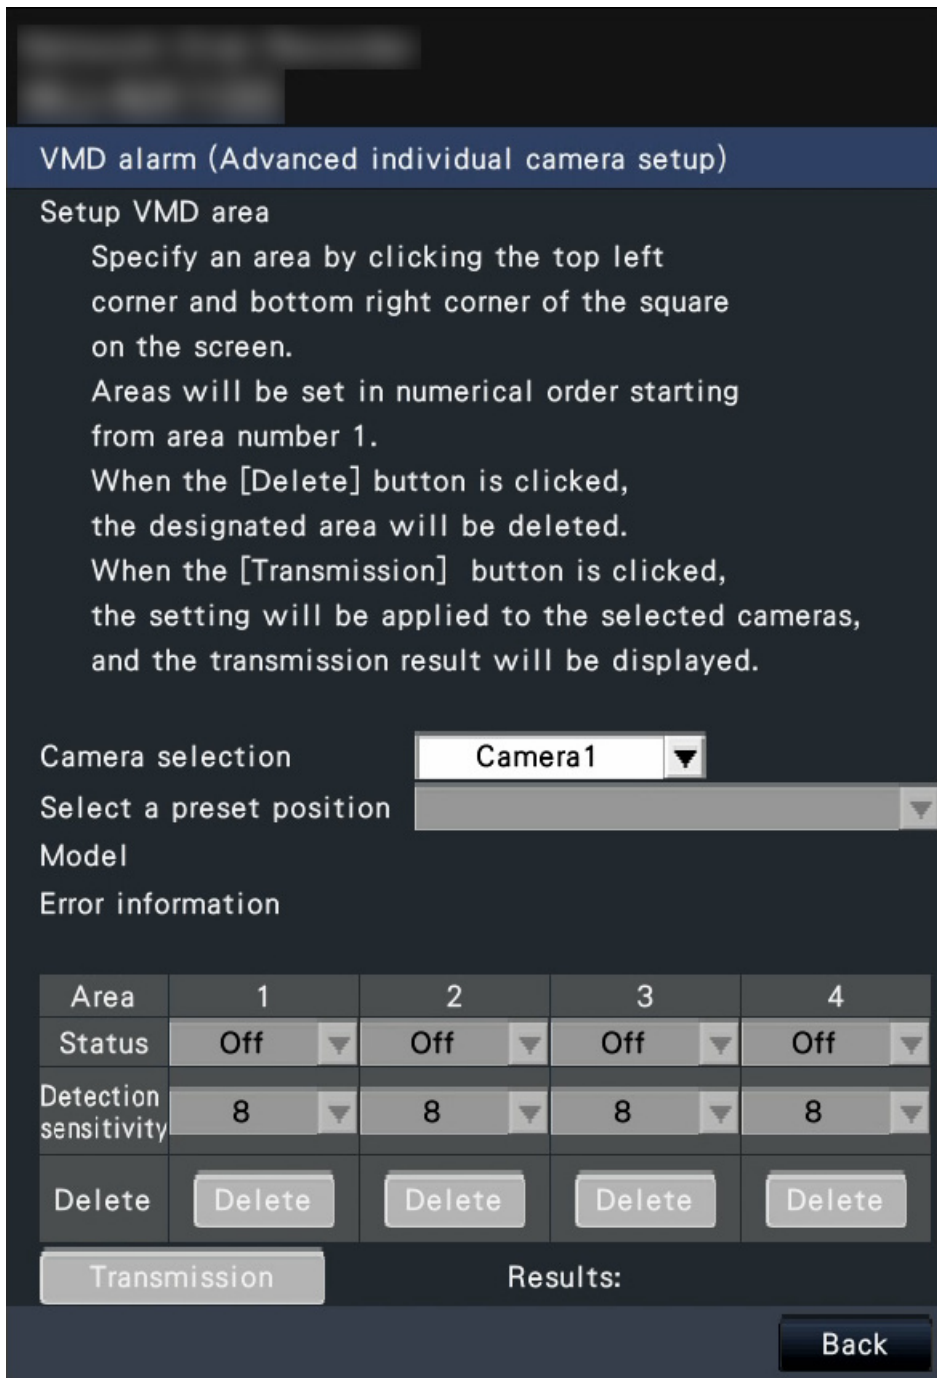 VMD alarm (Advanced individual camera setup)
Setup VMD area
Specify an area by clicking the top left
corner and bottom right corner of the square
on the screen.
Areas will be set in numerical order starting
from area number 1.
When the [Delete] button is clicked,
the designated area will be deleted.
When the [Transmission] button is clicked,
the setting will be applied to the selected cameras,
and the transmission result will be displayed.
Camera selection Camera1
Select a preset position
Model
Error information
Area 1 2 3 4
Status Off Off Off Off
Detection
sensitivity 8 8 8 8
Delete Delete Delete Delete Delete
Transmission Results:
Back